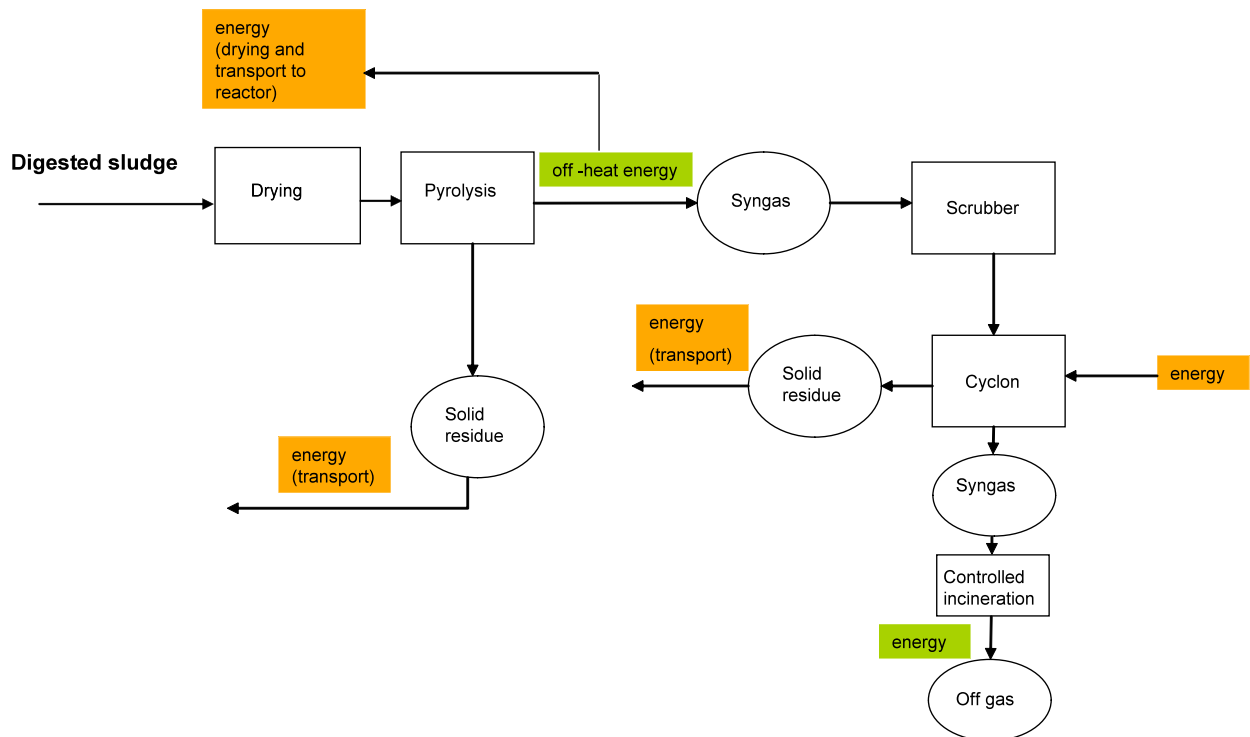 energy
(drying and
transport to
reactor)
Digested sludge
Drying
Pyrolysis
off -heat energy
Syngas
Scrubber
energy
(transport)
Solid
residue
Cyclon
energy
Solid
residue
energy
(transport)
Syngas
Controlled
incineration
energy
Off gas